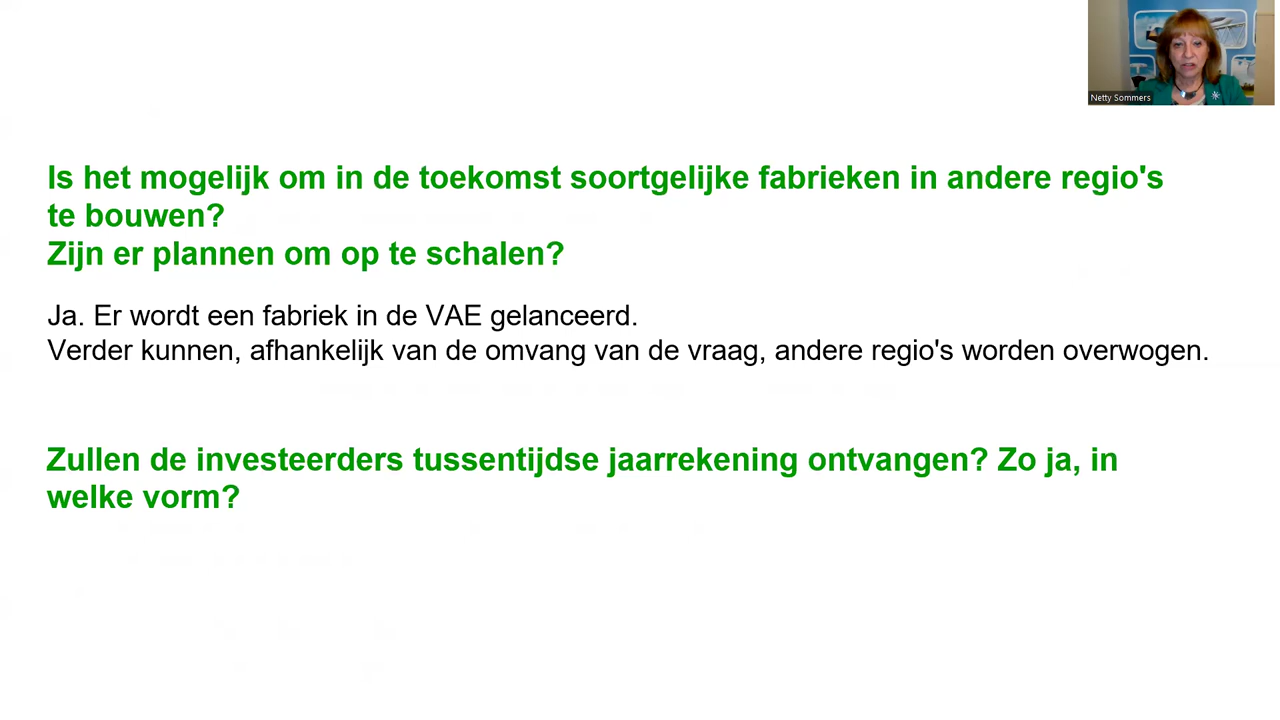 Netty Sommers
Is het mogelijk om in de toekomst soortgelijke fabrieken in andere regio's
te bouwen?
Zijn er plannen om op te schalen?
Ja. Er wordt een fabriek in de VAE gelanceerd.
Verder kunnen, afhankelijk van de omvang van de vraag, andere regio's worden overwogen.
Zullen de investeerders tussentijdse jaarrekening ontvangen? Zo ja, in
welke vorm?